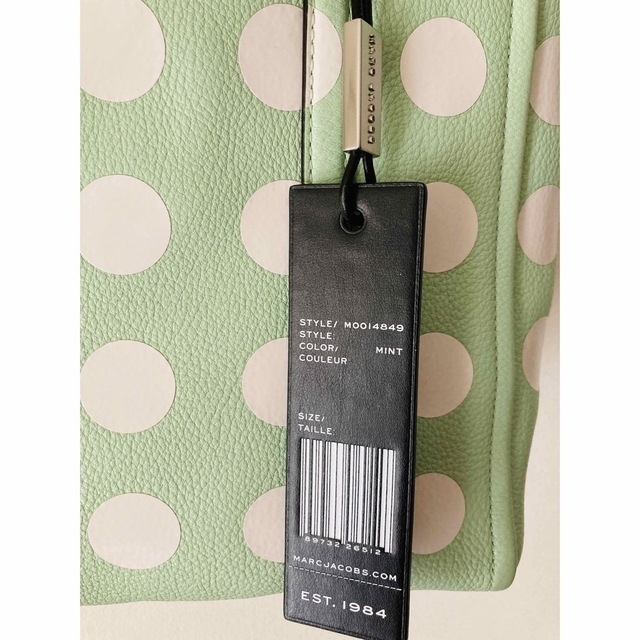 MARC JACOBS
STYLE/ M0014849
STYLE:
COLOR/ MINT
COULEUR
SIZE/
TAILLE:
89732 26512
MARCJACOBS.COM
EST. 1984